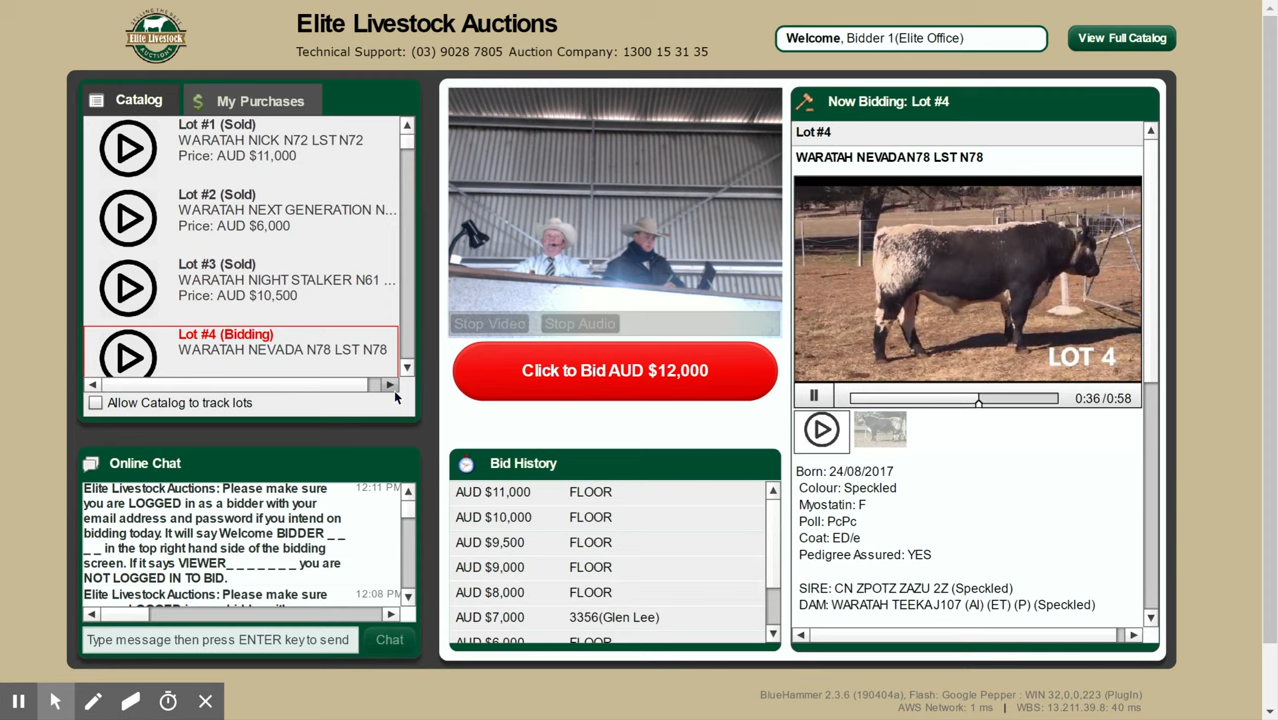 Elite Livestock
AUCTIONS
Elite Livestock Auctions
Technical Support: (03) 9028 7805 Auction Company: 1300 15 31 35
Welcome, Bidder 1(Elite Office)
View Full Catalog
Catalog
My Purchases
Lot #1 (Sold)
WARATAH NICK N72 LST N72
Price: AUD $11,000
Lot #2 (Sold)
WARATAH NEXT GENERATION N...
Price: AUD $6,000
Lot #3 (Sold)
WARATAH NIGHT STALKER N61 ...
Price: AUD $10,500
Lot #4 (Bidding)
WARATAH NEVADA N78 LST N78
Allow Catalog to track lots
Online Chat
Elite Livestock Auctions: Please make sure 12:11 PM
you are LOGGED in as a bidder with your
email address and password if you intend on
bidding today. It will say Welcome BIDDER _ _
_ _ in the top right hand side of the bidding
screen. If it says VIEWER_ _ _ _ _ _ _ you are
NOT LOGGED IN TO BID.
Elite Livestock Auctions: Please make sure 12:08 PM
Type message then press ENTER key to send
Chat
Stop Video
Stop Audio
Click to Bid AUD $12,000
Bid History
AUD $11,000 FLOOR
AUD $10,000 FLOOR
AUD $9,500 FLOOR
AUD $9,000 FLOOR
AUD $8,000 FLOOR
AUD $7,000 3356(Glen Lee)
AUD $6,000 FLOOR
Now Bidding: Lot #4
Lot #4
WARATAH NEVADA N78 LST N78
LOT 4
0:36 / 0:58
Born: 24/08/2017
Colour: Speckled
Myostatin: F
Poll: PcPc
Coat: ED/e
Pedigree Assured: YES
SIRE: CN ZPOTZ ZAZU 2Z (Speckled)
DAM: WARATAH TEEKA J107 (AI) (ET) (P) (Speckled)
BlueHammer 2.3.6 (190404a), Flash: Google Pepper : WIN 32,0,0,223 (PlugIn)
AWS Network: 1 ms | WBS: 13.211.39.8: 40 ms